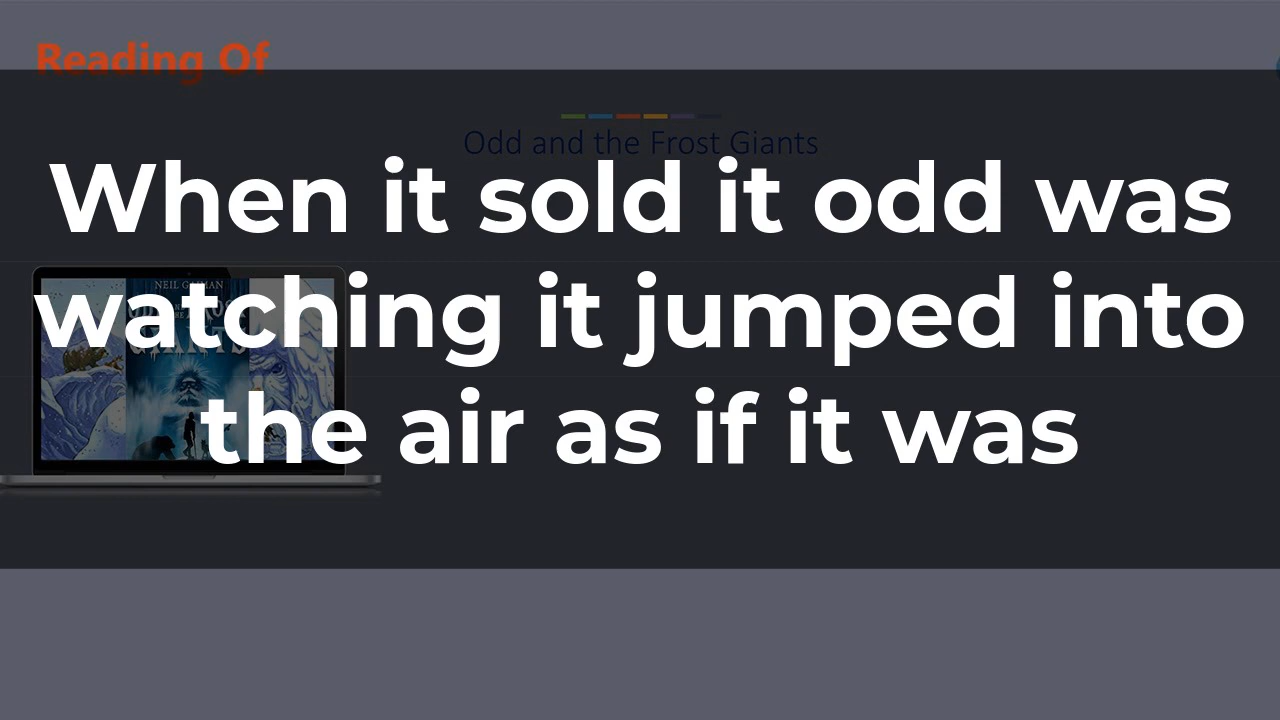 Reading Of
Odd and the Frost Giants
When it sold it odd was
watching it jumped into
the air as if it was
NEIL GAIMAN
GIANTS